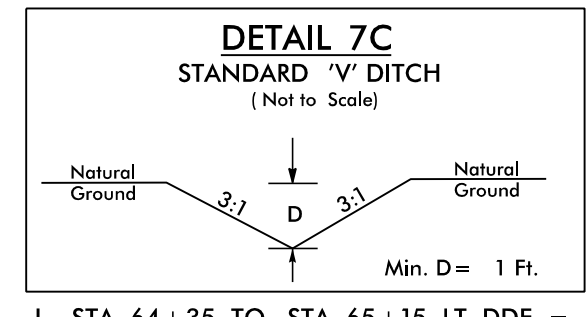 DETAIL 7C
STANDARD 'V' DITCH
( Not to Scale)
Natural
Ground
3:1
D
3:1
Natural
Ground
Min. D= 1 Ft.